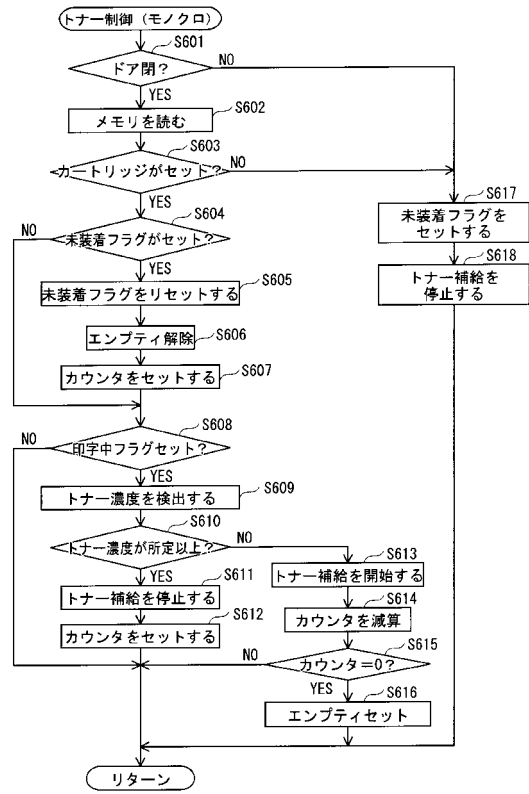 トナー制御（モノクロ）
S601
ドア閉？
NO
YES
S602
メモリを読む
S603
カートリッジがセット？
NO
YES
S604
NO
未装着フラグがセット？
YES
S605
未装着フラグをリセットする
エンプティ解除
S606
カウンタをセットする
S607
S617
未装着フラグを
セットする
S618
トナー補給を
停止する
S608
NO
印字中フラグセット？
YES
S609
トナー濃度を検出する
S610
トナー濃度が所定以上？
NO
YES
S611
トナー補給を停止する
S612
カウンタをセットする
S613
トナー補給を開始する
S614
カウンタを減算
S615
NO
カウンタ=0？
YES
S616
エンプティセット
リターン